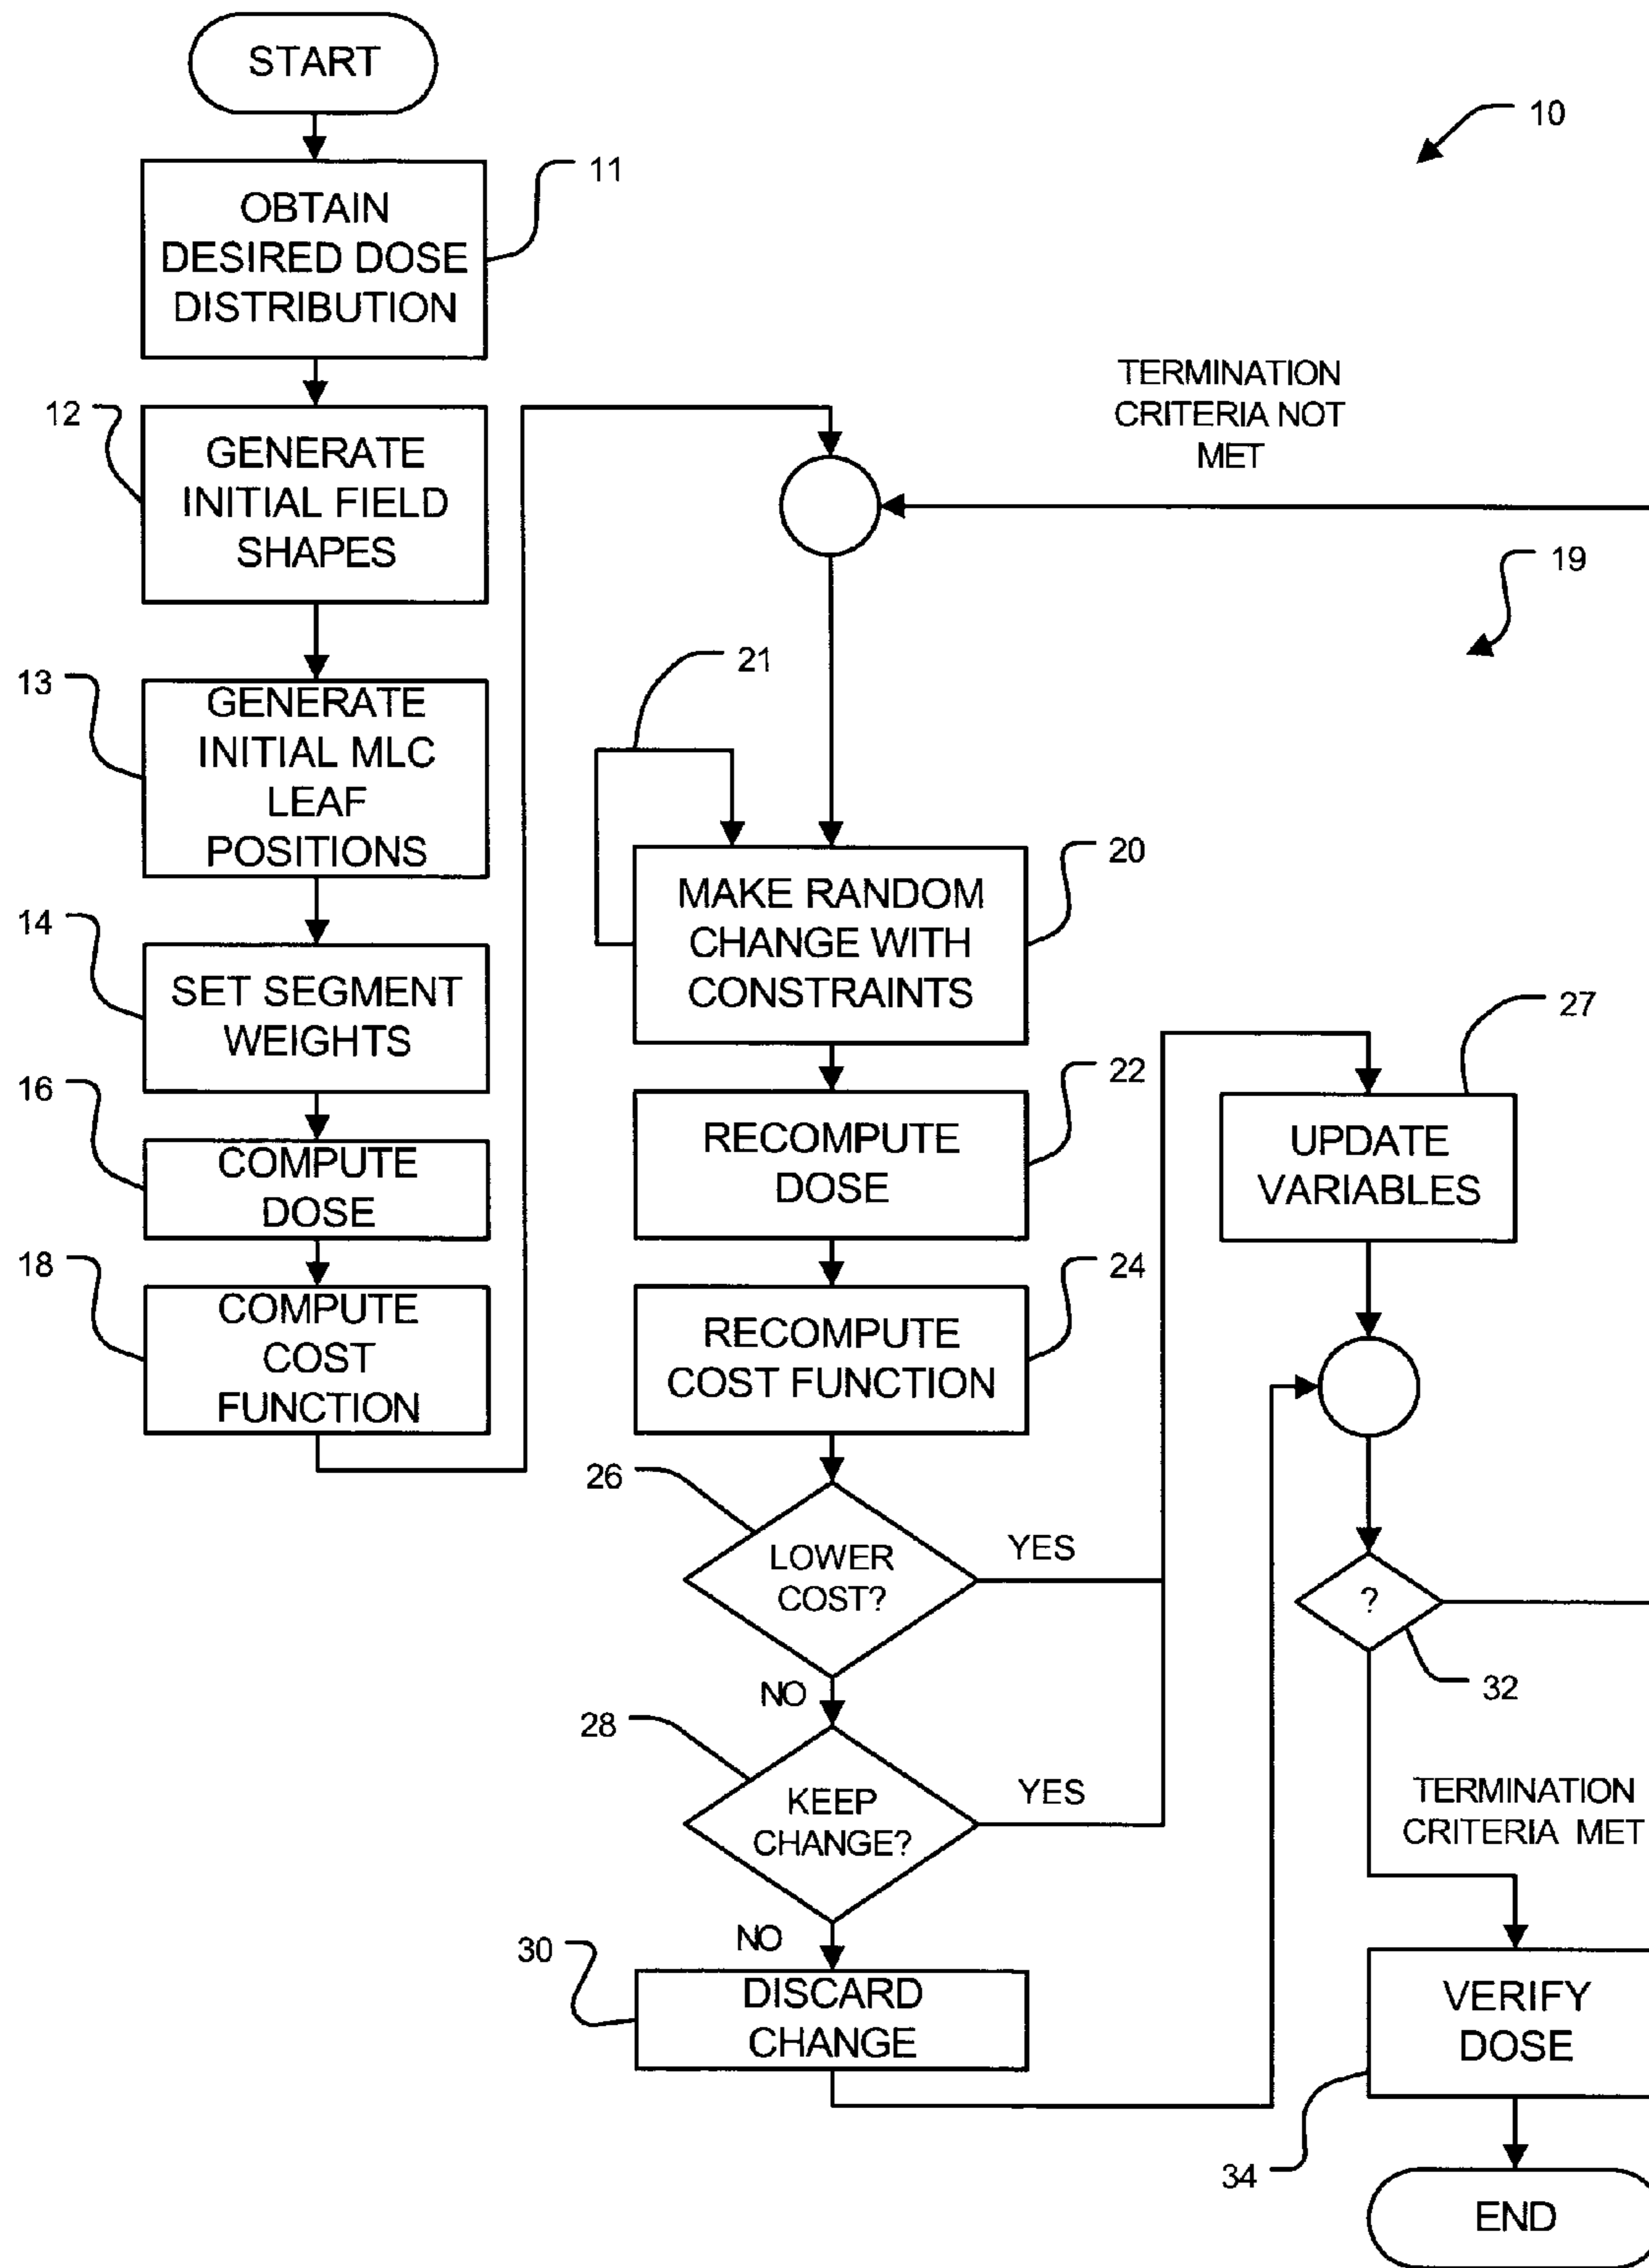 START
11
OBTAIN
DESIRED DOSE
DISTRIBUTION
12
GENERATE
INITIAL FIELD
SHAPES
13
GENERATE
INITIAL MLC
LEAF
POSITIONS
14
SET SEGMENT
WEIGHTS
16
COMPUTE
DOSE
18
COMPUTE
COST
FUNCTION
10
TERMINATION
CRITERIA NOT
MET
19
21
20
MAKE RANDOM
CHANGE WITH
CONSTRAINTS
22
RECOMPUTE
DOSE
24
RECOMPUTE
COST FUNCTION
26
LOWER
COST?
YES
NO
28
KEEP
CHANGE?
YES
NO
30
DISCARD
CHANGE
27
UPDATE
VARIABLES
?
32
TERMINATION
CRITERIA MET
VERIFY
DOSE
34
END